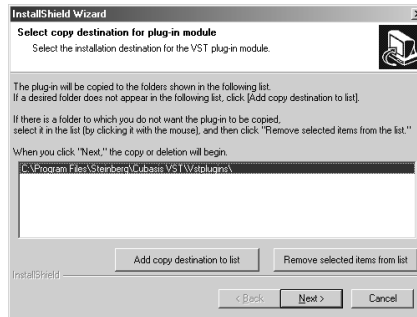 InstallShield Wizard
Select copy destination for plug-in module
Select the installation destination for the VST plug-in module.
The plug-in will be copied to the folders shown in the following list.
If a desired folder does not appear in the following list, click [Add copy destination to list].
If there is a folder to which you do not want the plug-in to be copied,
select it in the list (by clicking it with the mouse), and then click "Remove selected items from the list."
When you click "Next," the copy or deletion will begin.
C:\Program Files\Steinberg\Cubasis VST\Vstplugins\
Add copy destination to list
Remove selected items from list
InstallShield
< Back
Next >
Cancel